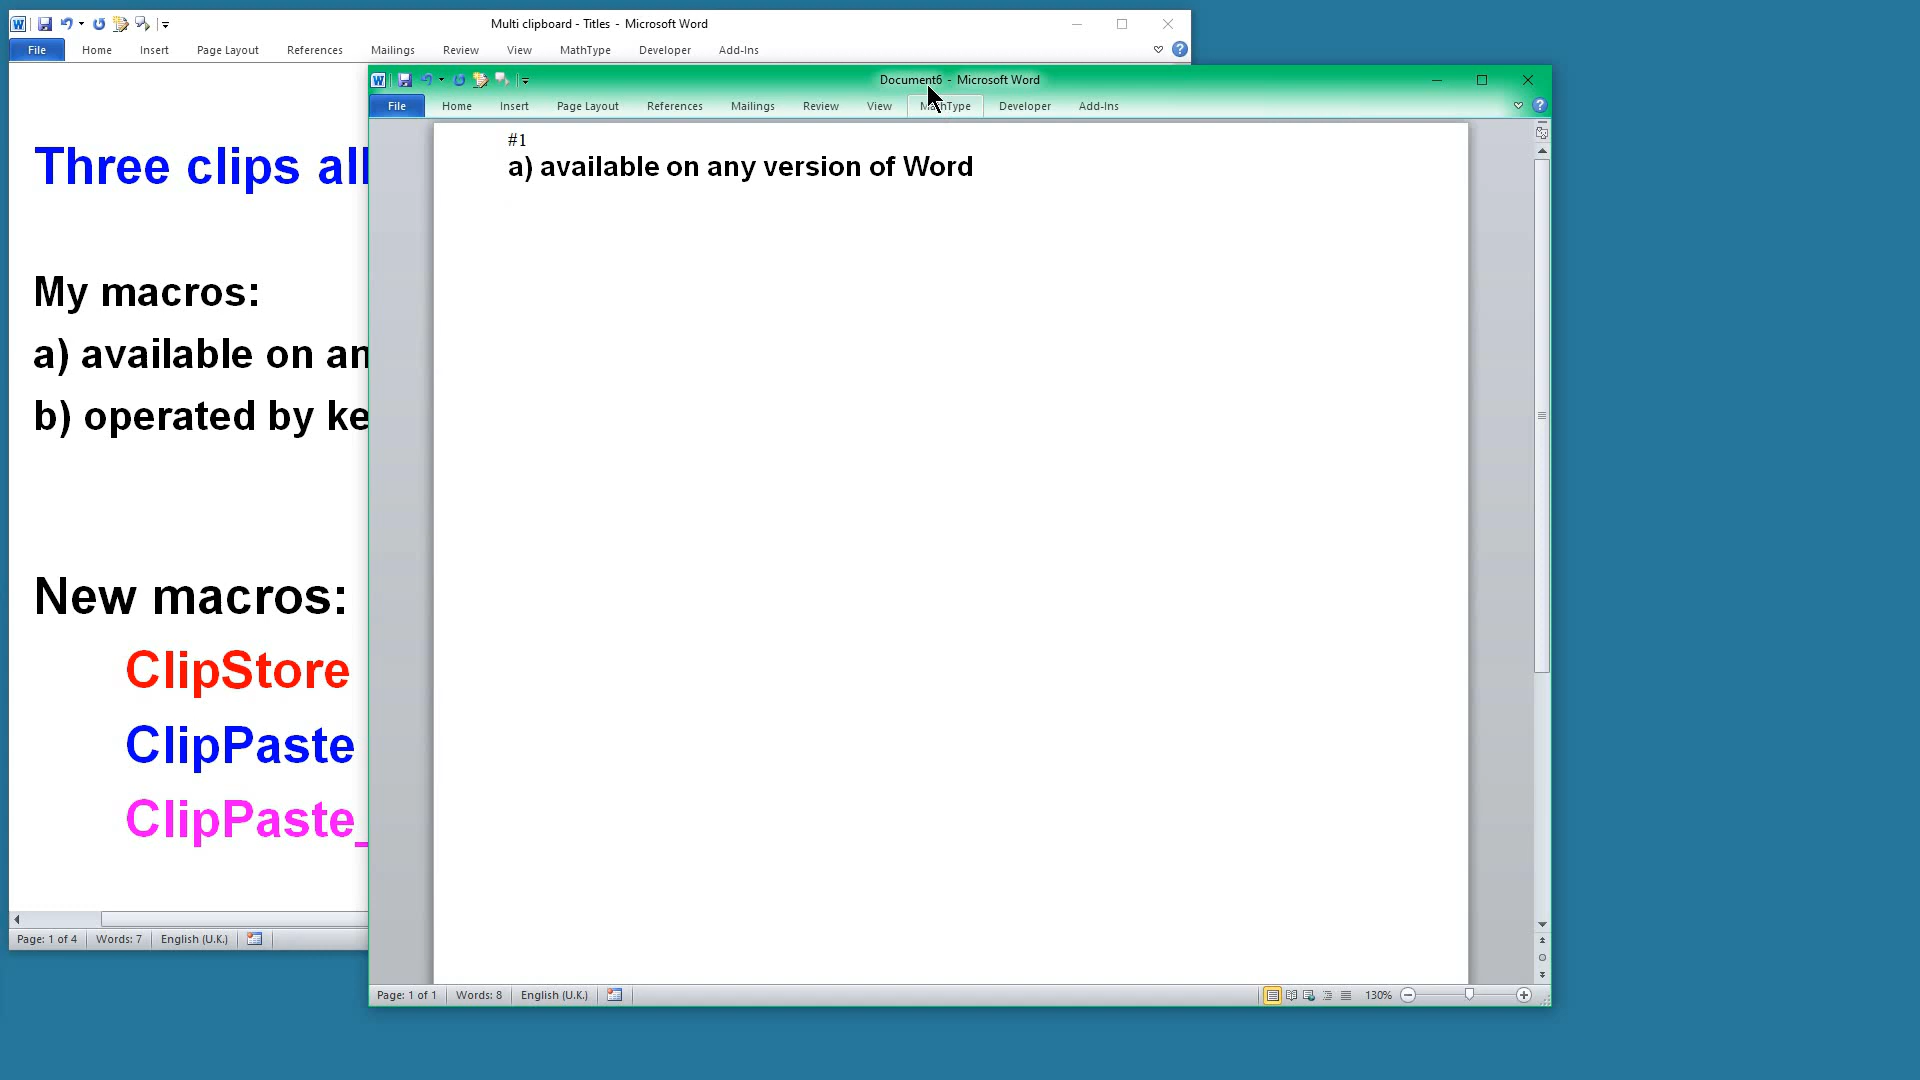 Multi clipboard - Titles - Microsoft Word
File Home Insert Page Layout References Mailings Review View MathType Developer Add-Ins
Three clips all
My macros:
a) available on an
b) operated by ke
New macros:
ClipStore
ClipPaste
ClipPaste_
Page: 1 of 4 Words: 7 English (U.K.)
Document6 - Microsoft Word
File Home Insert Page Layout References Mailings Review View MathType Developer Add-Ins
#1
a) available on any version of Word
Page: 1 of 1 Words: 8 English (U.K.) 130%